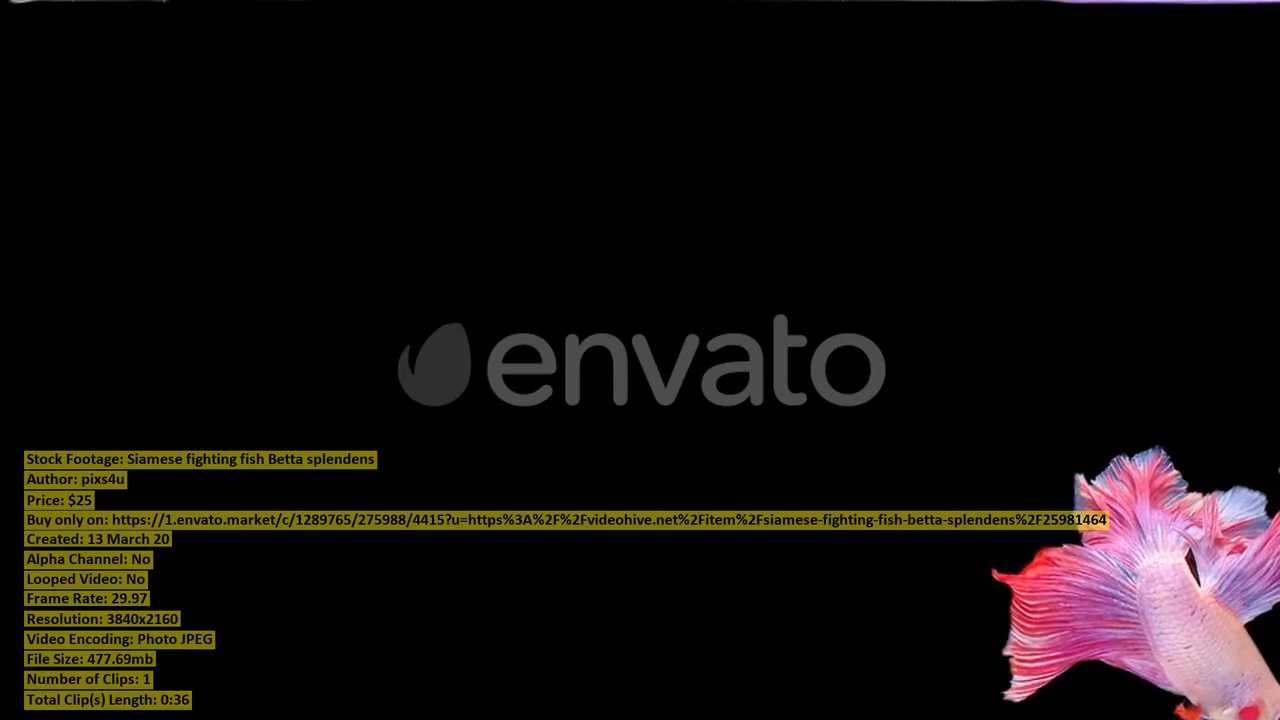 envato
Stock Footage: Siamese fighting fish Betta splendens
Author: pixs4u
Price: $25
Buy only on: https://1.envato.market/c/1289765/275988/4415?u=https%3A%2F%2Fvideohive.net%2Fitem%2Fsiamese-fighting-fish-betta-splendens%2F25981464
Created: 13 March 20
Alpha Channel: No
Looped Video: No
Frame Rate: 29.97
Resolution: 3840x2160
Video Encoding: Photo JPEG
File Size: 477.69mb
Number of Clips: 1
Total Clip(s) Length: 0:36